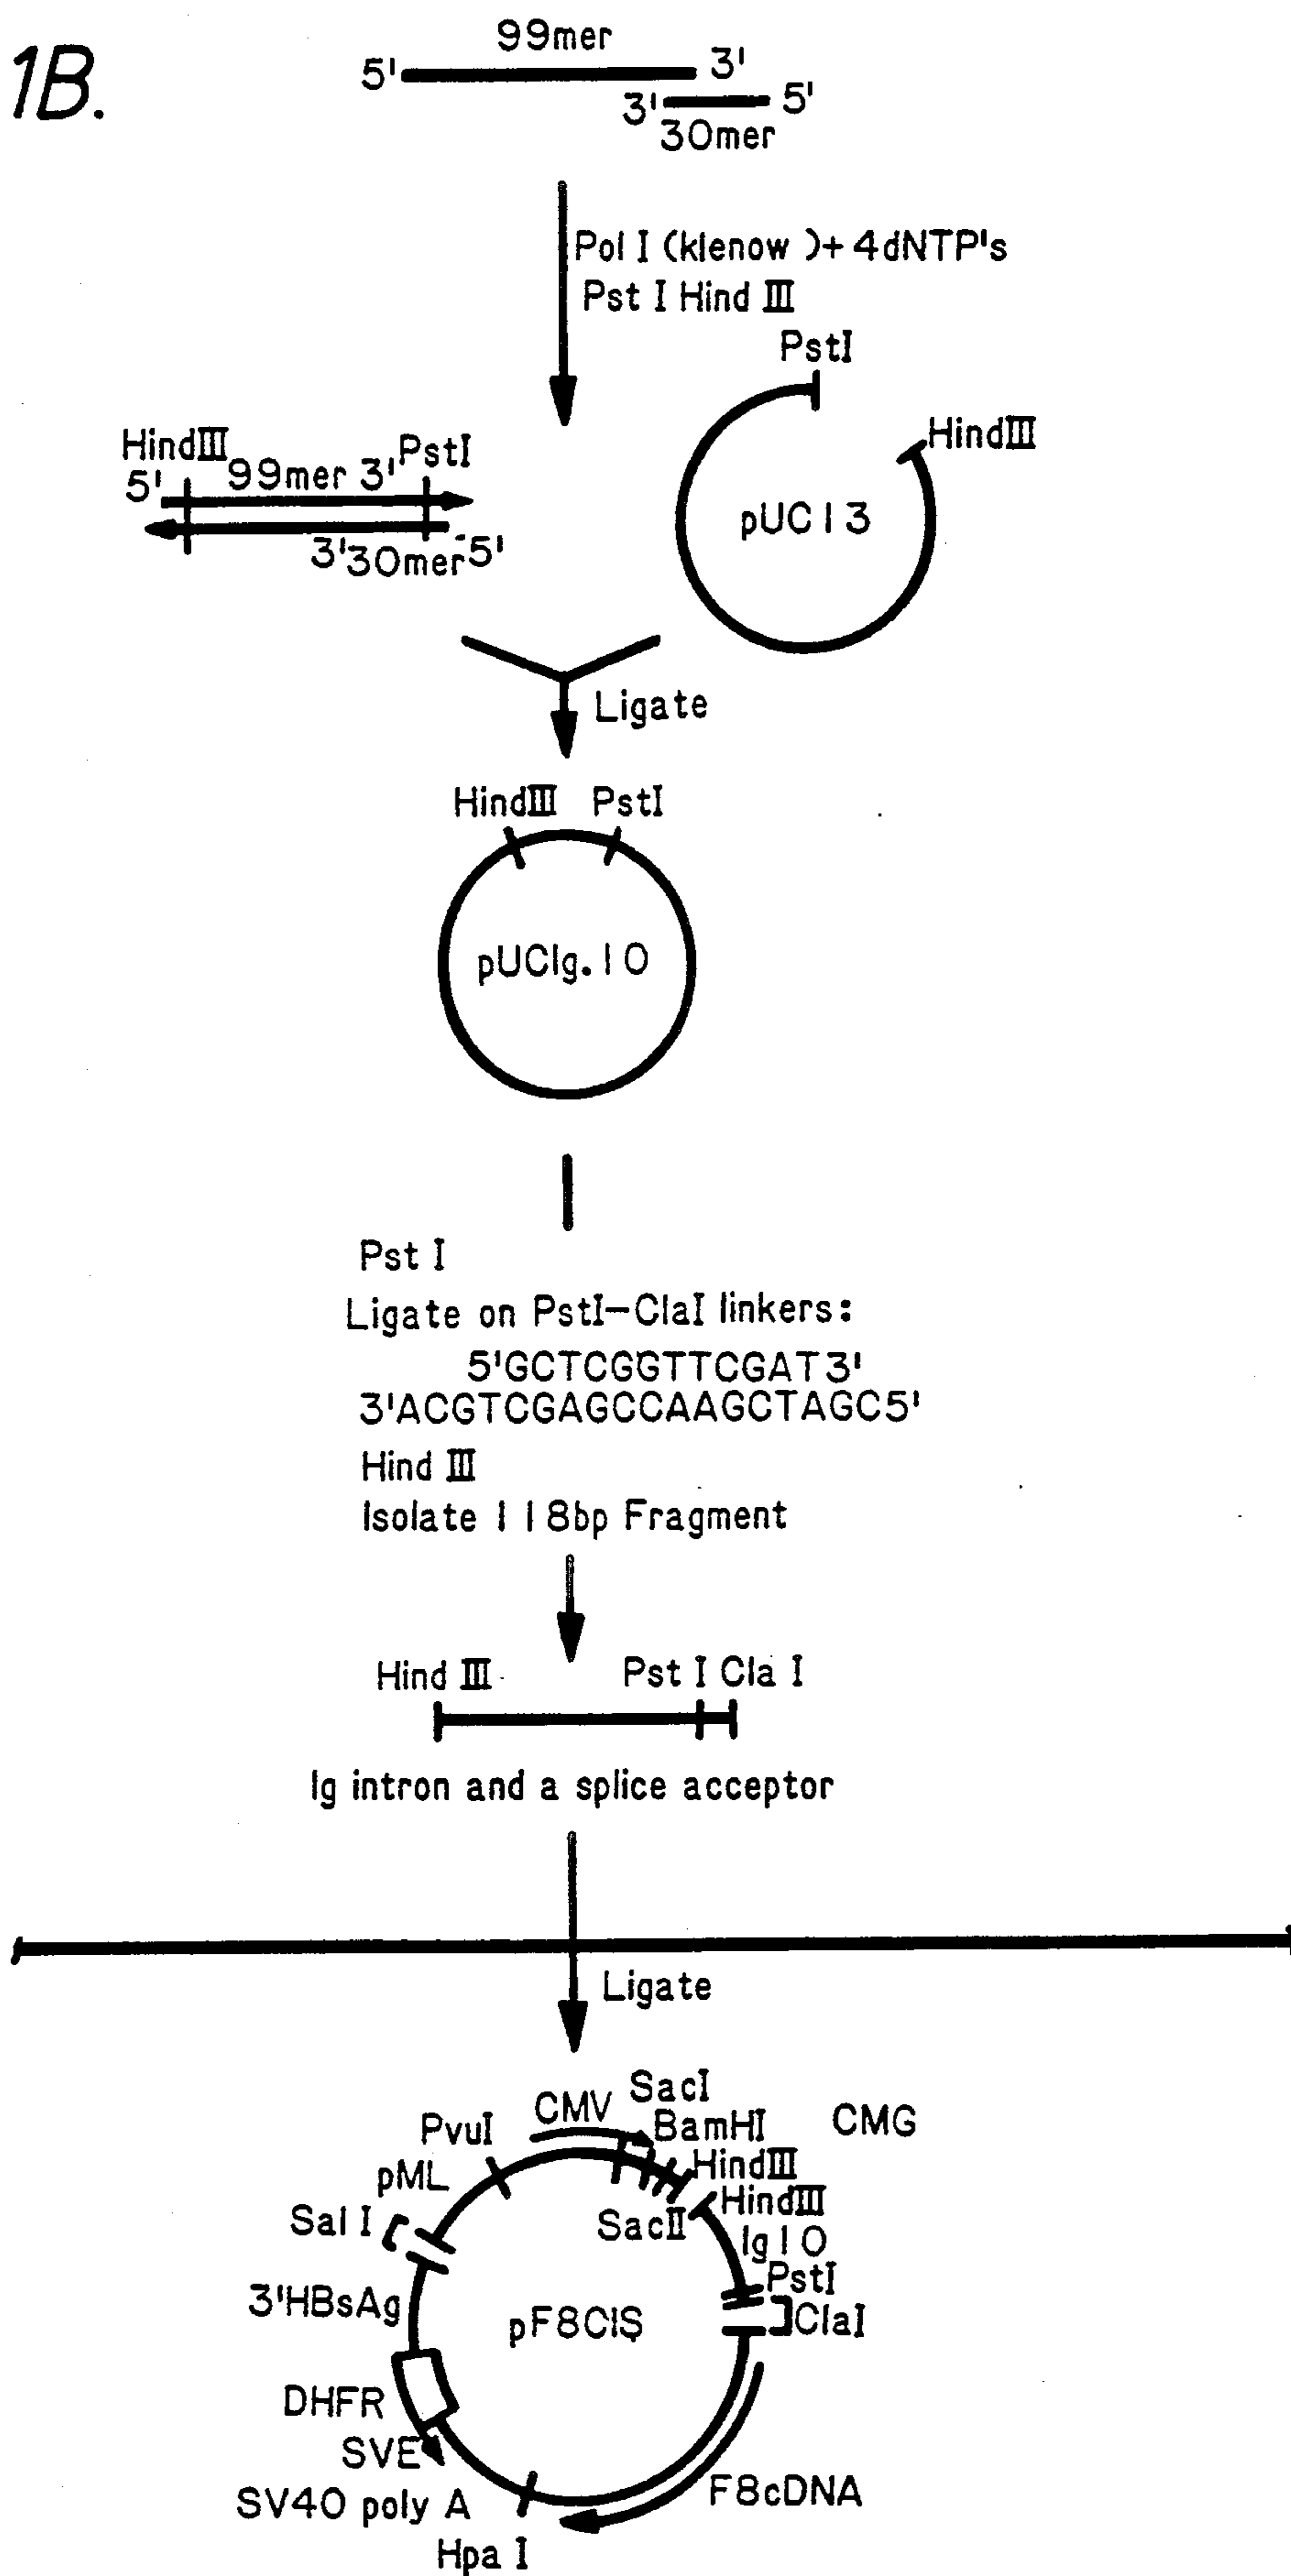 1B.
99mer
5' 3'
3' 5'
30mer
Pol I (klenow )+ 4dNTP's
Pst I Hind III
PstI
HindIII
pUC13
HindIII PstI
5' 99mer 3'
3' 30mer 5'
Ligate
HindIII PstI
pUCIg.10
Pst I
Ligate on PstI-ClaI linkers:
5'GCTCGGTTCGAT3'
3'ACGTCGAGCCAAGCTAGC5'
Hind III
Isolate 118bp Fragment
Hind III Pst I Cla I
Ig intron and a splice acceptor
Ligate
CMV
SacI
BamHI
CMG
PvuI
HindIII
pML
HindIII
Sal I
SacII
Ig10
PstI
3'HBsAg
pF8CIS
ClaI
DHFR
SVE
F8cDNA
SV40 poly A
Hpa I